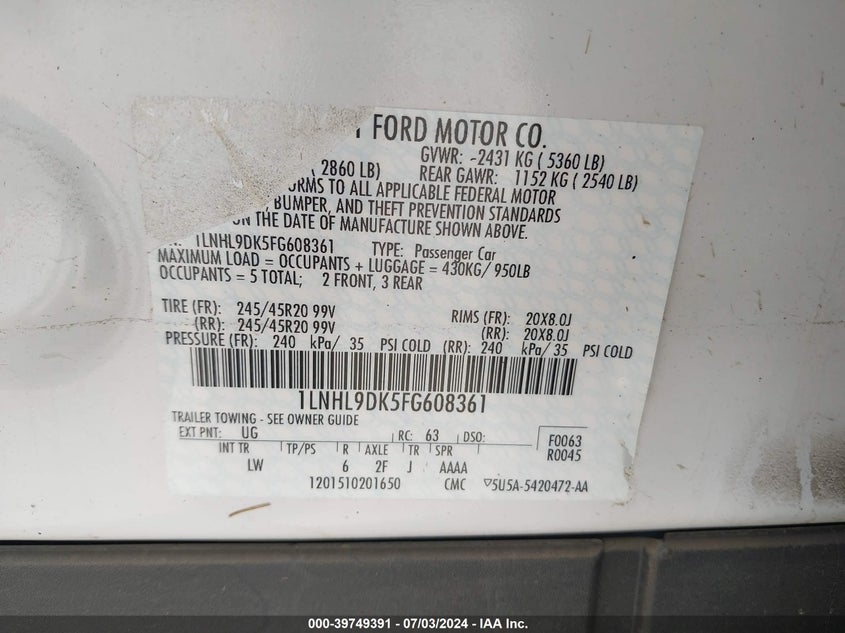 FORD MOTOR CO.
GVWR: -2431 KG ( 5360 LB)
( 2860 LB) REAR GAWR: 1152 KG ( 2540 LB)
ORMS TO ALL APPLICABLE FEDERAL MOTOR
, BUMPER, AND THEFT PREVENTION STANDARDS
ON THE DATE OF MANUFACTURE SHOWN ABOVE.
1LNHL9DK5FG608361 TYPE: Passenger Car
MAXIMUM LOAD = OCCUPANTS + LUGGAGE = 430KG/ 950LB
OCCUPANTS = 5 TOTAL; 2 FRONT, 3 REAR
TIRE (FR): 245/45R20 99V RIMS (FR): 20X8.0J
(RR): 245/45R20 99V (RR): 20X8.0J
PRESSURE (FR): 240 kPa/ 35 PSI COLD (RR): 240 kPa/ 35 PSI COLD
1LNHL9DK5FG608361
TRAILER TOWING - SEE OWNER GUIDE
EXT PNT: UG RC: 63 DSO: F0063
R0045
INT TR TP/PS R AXLE TR SPR
LW 6 2F J AAAA
1201510201650 CMC ▽5U5A-5420472-AA
000-39749391 - 07/03/2024 - IAA Inc.